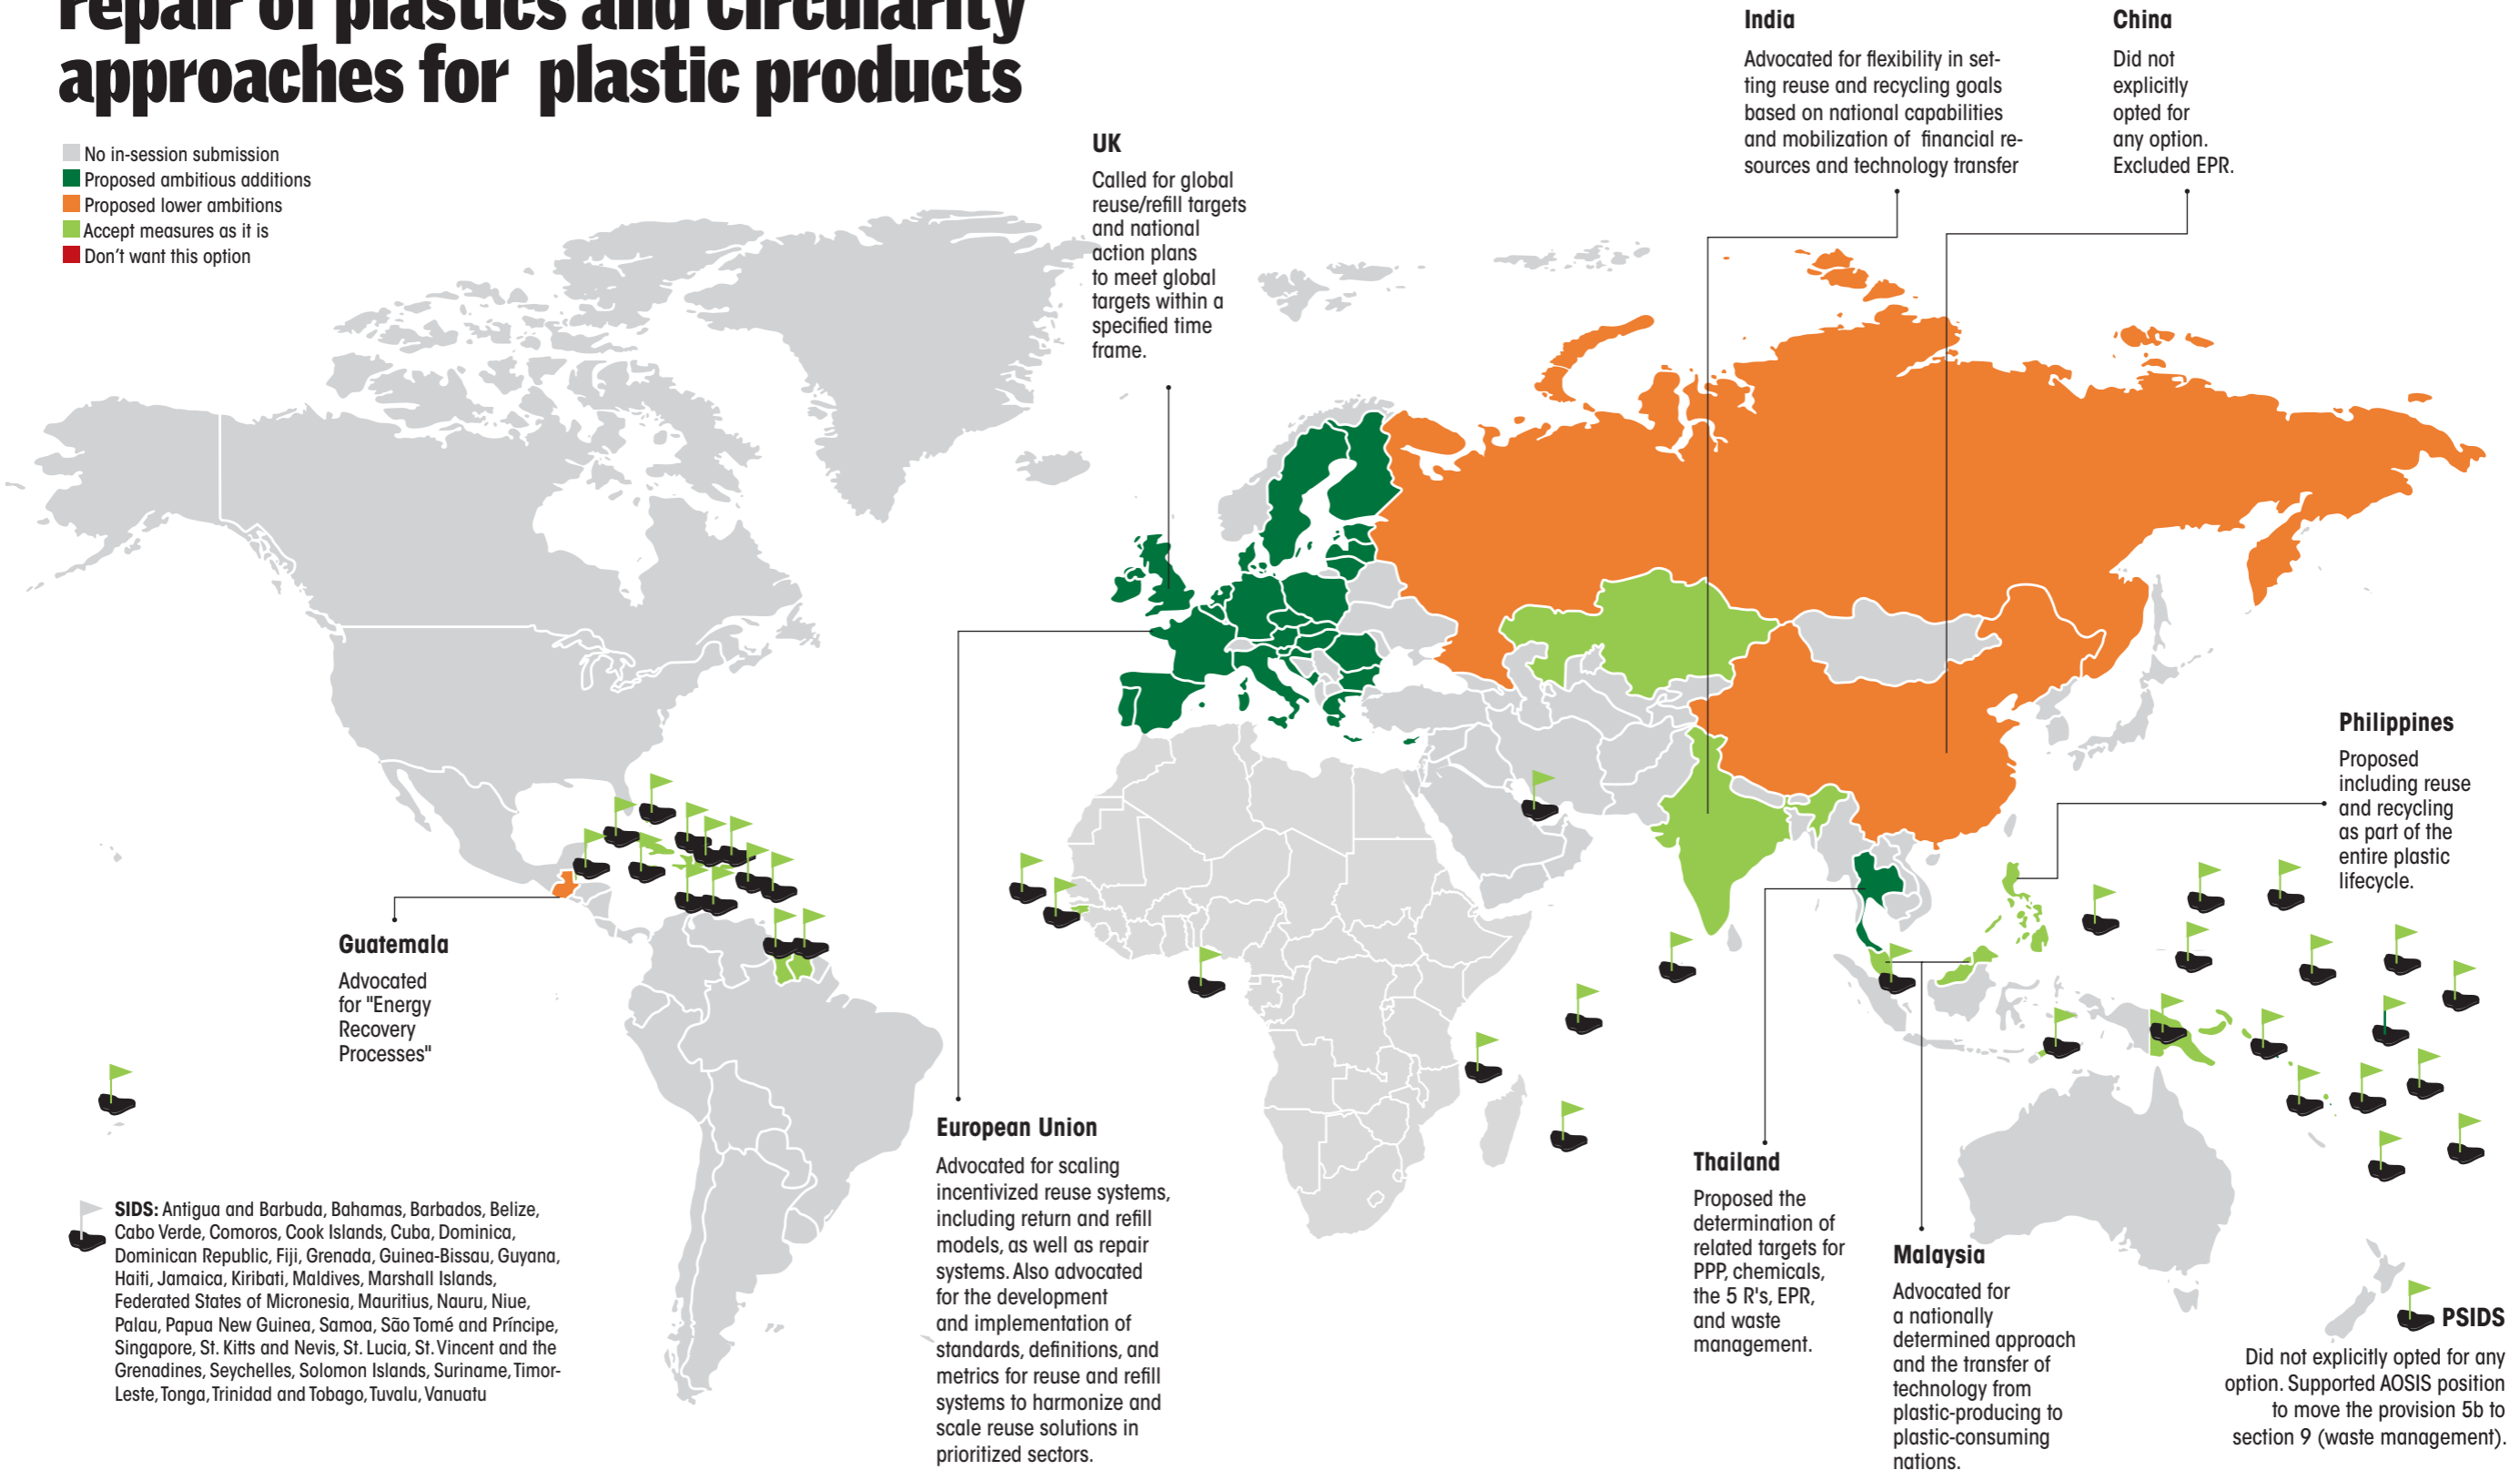 repair of plastics and Circularity
approaches for plastic products
No in-session submission
Proposed ambitious additions
Proposed lower ambitions
Accept measures as it is
Don't want this option
UK
Called for global
reuse/refill targets
and national
action plans
to meet global
targets within a
specified time
frame.
India
Advocated for flexibility in set-
ting reuse and recycling goals
based on national capabilities
and mobilization of financial re-
sources and technology transfer
China
Did not
explicitly
opted for
any option.
Excluded EPR.
Philippines
Proposed
including reuse
and recycling
as part of the
entire plastic
lifecycle.
Guatemala
Advocated
for "Energy
Recovery
Processes"
European Union
Advocated for scaling
incentivized reuse systems,
including return and refill
models, as well as repair
systems. Also advocated
for the development
and implementation of
standards, definitions, and
metrics for reuse and refill
systems to harmonize and
scale reuse solutions in
prioritized sectors.
Thailand
Proposed the
determination of
related targets for
PPP, chemicals,
the 5 R's, EPR,
and waste
management.
Malaysia
Advocated for
a nationally
determined approach
and the transfer of
technology from
plastic-producing to
plastic-consuming
nations.
SIDS: Antigua and Barbuda, Bahamas, Barbados, Belize,
Cabo Verde, Comoros, Cook Islands, Cuba, Dominica,
Dominican Republic, Fiji, Grenada, Guinea-Bissau, Guyana,
Haiti, Jamaica, Kiribati, Maldives, Marshall Islands,
Federated States of Micronesia, Mauritius, Nauru, Niue,
Palau, Papua New Guinea, Samoa, São Tomé and Príncipe,
Singapore, St. Kitts and Nevis, St. Lucia, St. Vincent and the
Grenadines, Seychelles, Solomon Islands, Suriname, Timor-
Leste, Tonga, Trinidad and Tobago, Tuvalu, Vanuatu
PSIDS
Did not explicitly opted for any
option. Supported AOSIS position
to move the provision 5b to
section 9 (waste management).